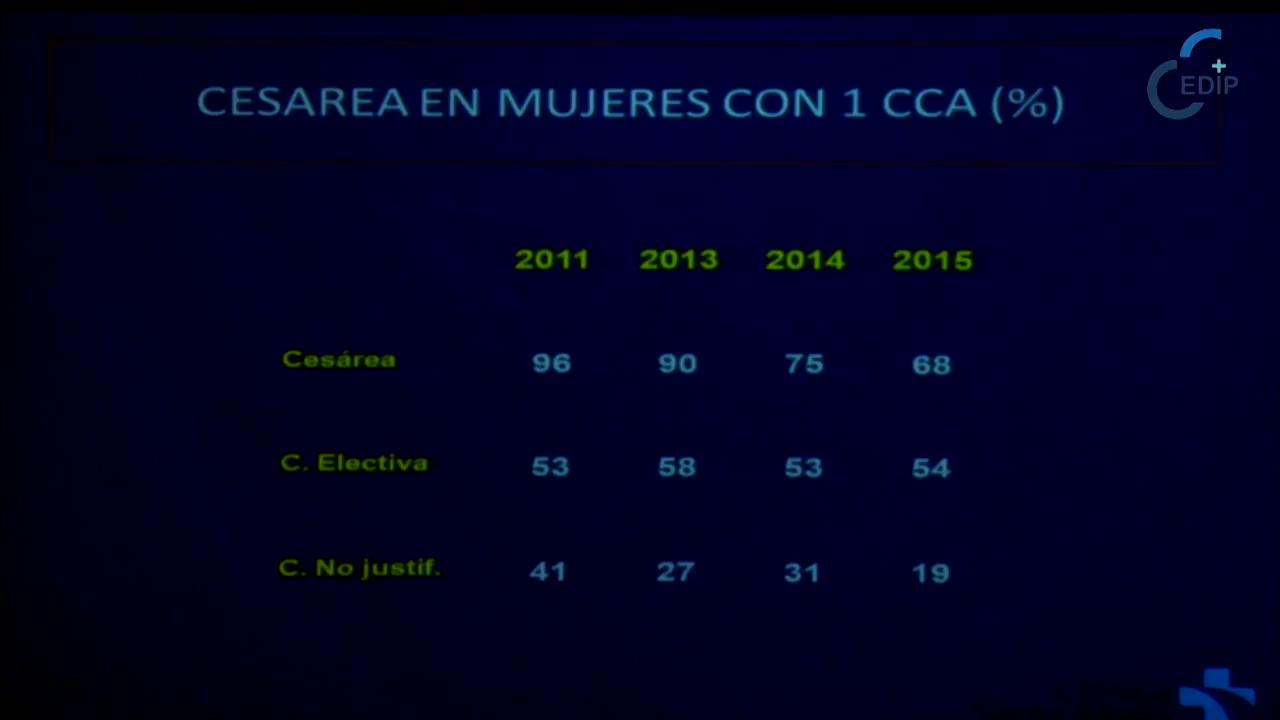 CESAREA EN MUJERES CON 1 CCA (%)
EDIP
2011 2013 2014 2015
Cesárea 96 90 75 68
C. Electiva 53 58 53 54
C. No justif. 41 27 31 19